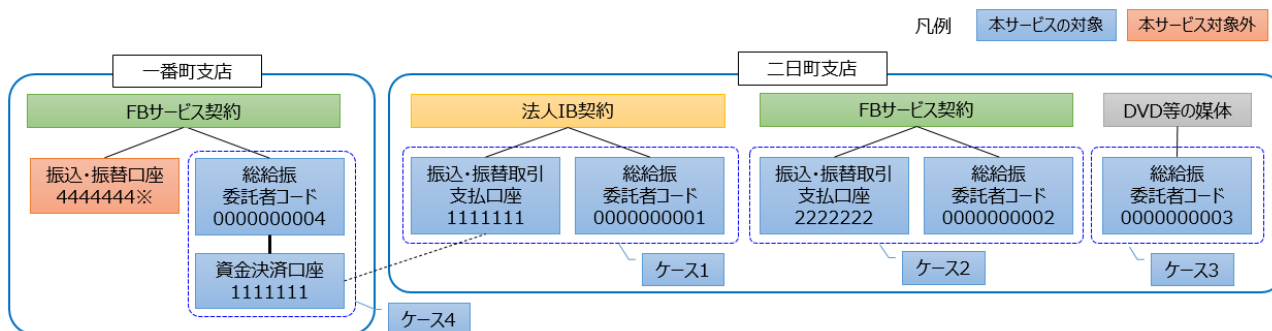 凡例
本サービスの対象
本サービス対象外
一番町支店
FBサービス契約
振込・振替口座
4444444※
総給振
委託者コード
0000000004
資金決済口座
1111111
ケース4
二日町支店
法人IB契約
振込・振替取引
支払口座
1111111
総給振
委託者コード
0000000001
ケース1
FBサービス契約
振込・振替取引
支払口座
2222222
総給振
委託者コード
0000000002
ケース2
DVD等の媒体
総給振
委託者コード
0000000003
ケース3